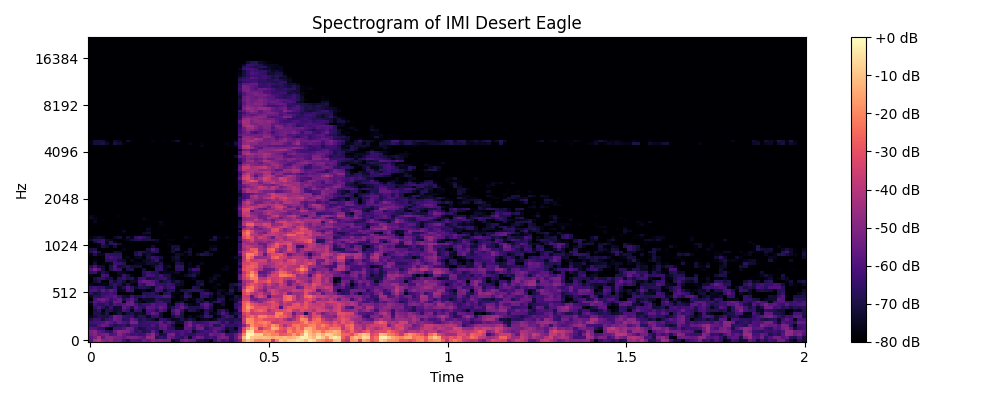 Spectrogram of IMI Desert Eagle
16384
8192
4096
2048
1024
512
0
Hz
0
0.5
1
1.5
2
Time
+0 dB
-10 dB
-20 dB
-30 dB
-40 dB
-50 dB
-60 dB
-70 dB
-80 dB